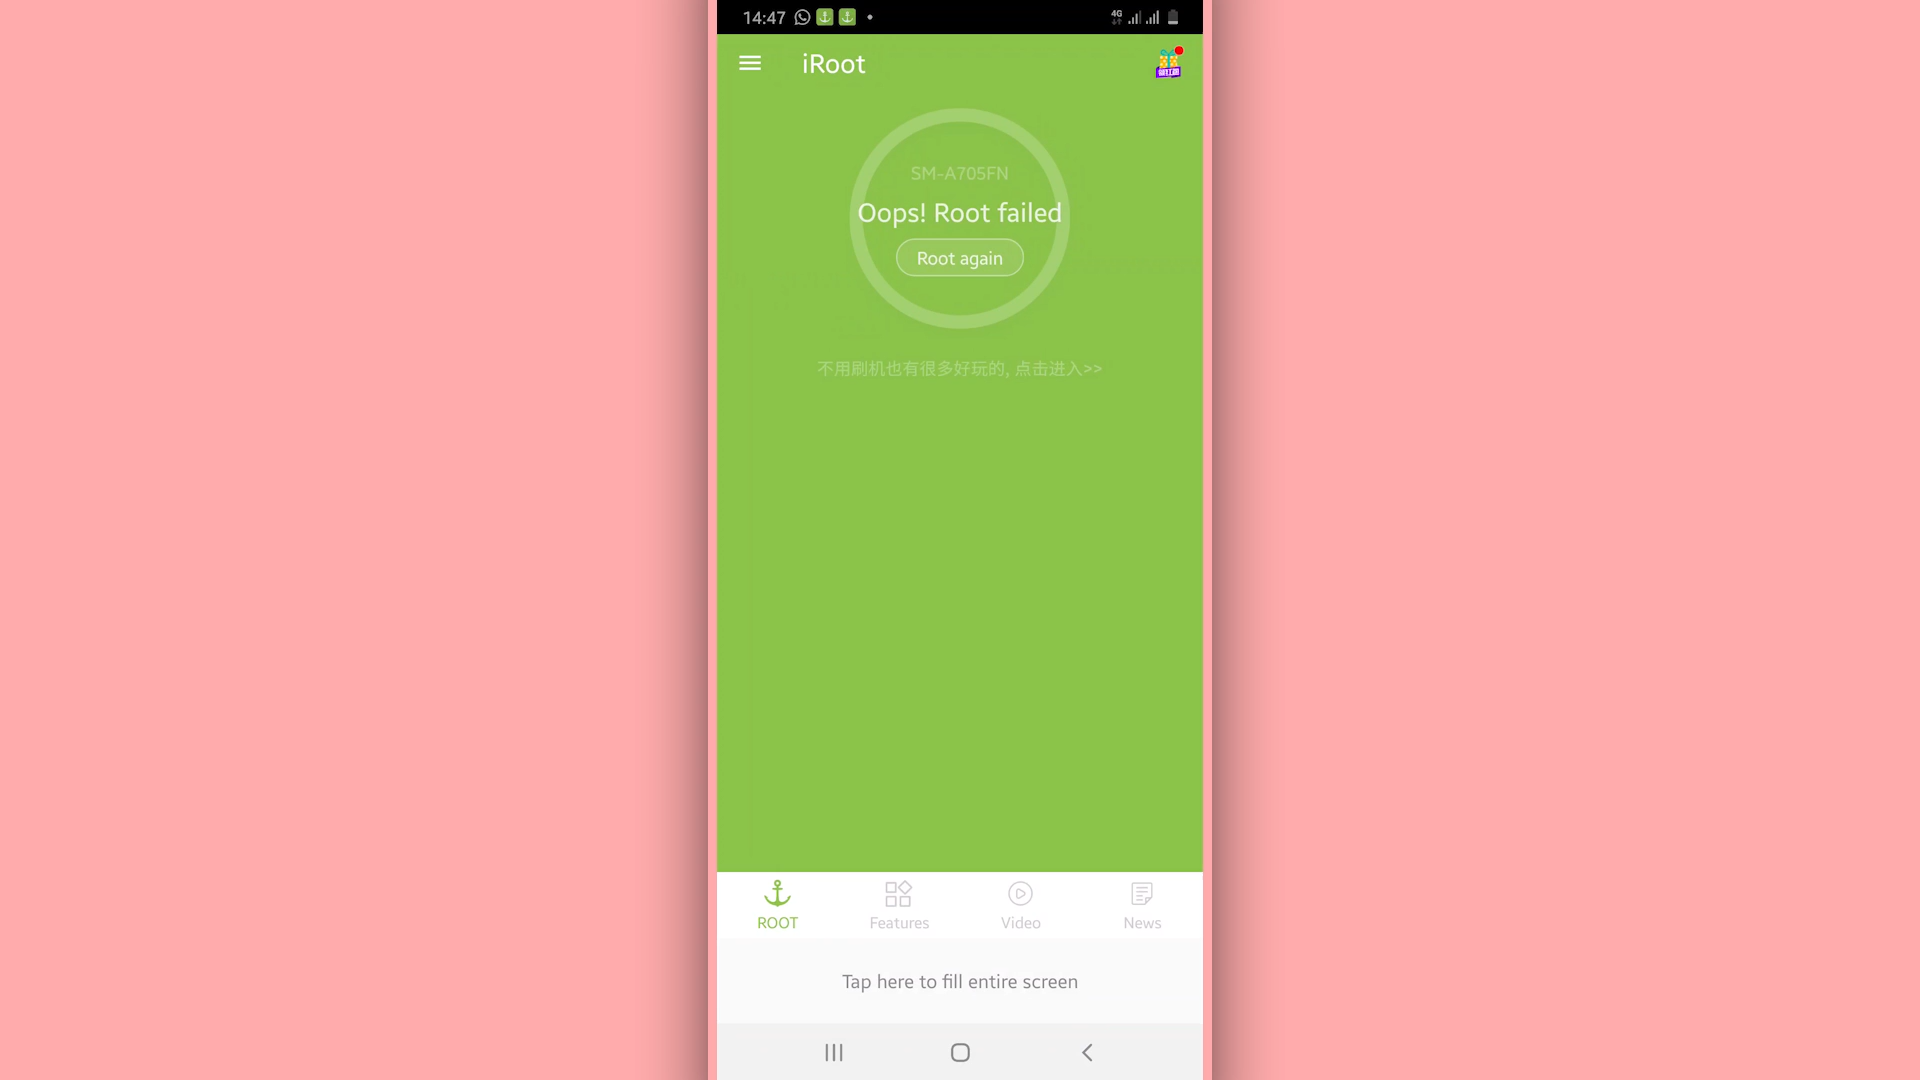 14:47
4G
iRoot
SM-A705FN
Oops! Root failed
Root again
不用刷机也有很多好玩的, 点击进入>>
ROOT
Features
Video
News
Tap here to fill entire screen